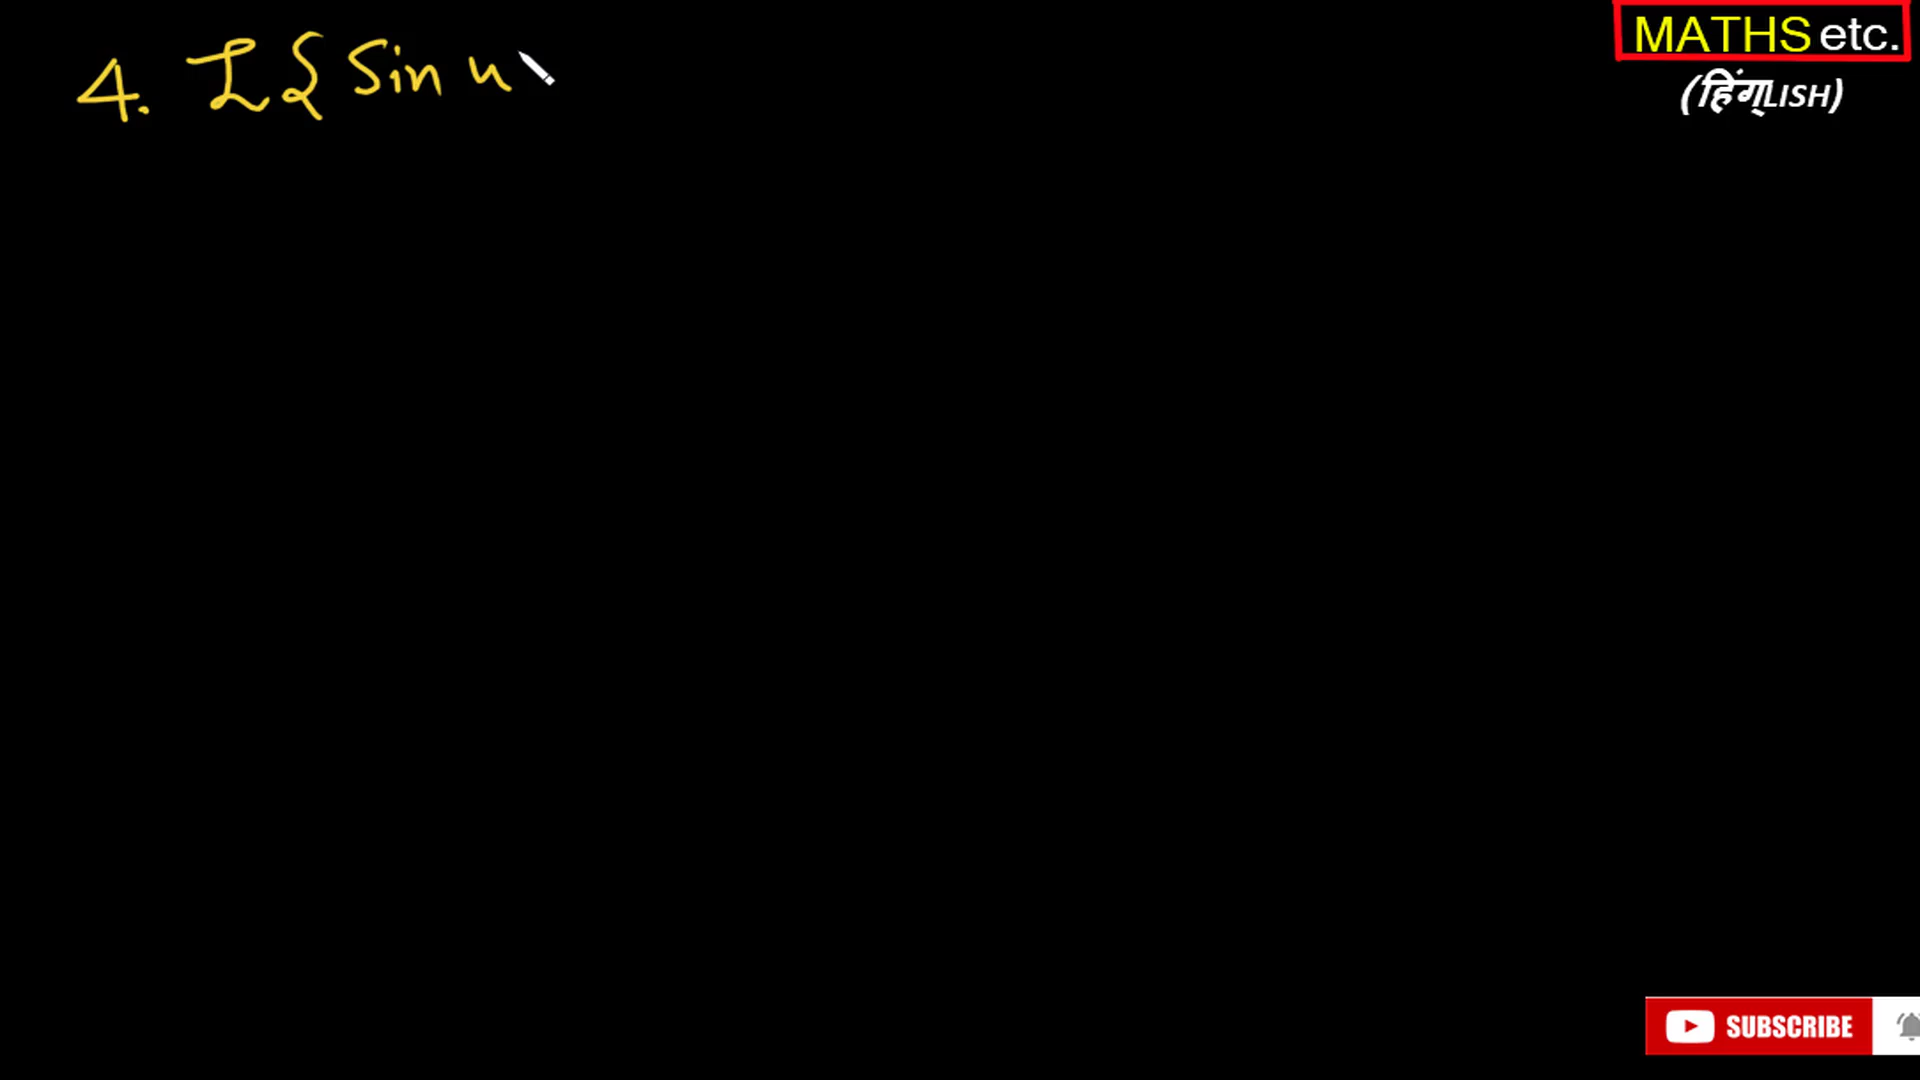 4. ℒ{ Sin u
MATHS etc.
(हिंग्LISH)
SUBSCRIBE